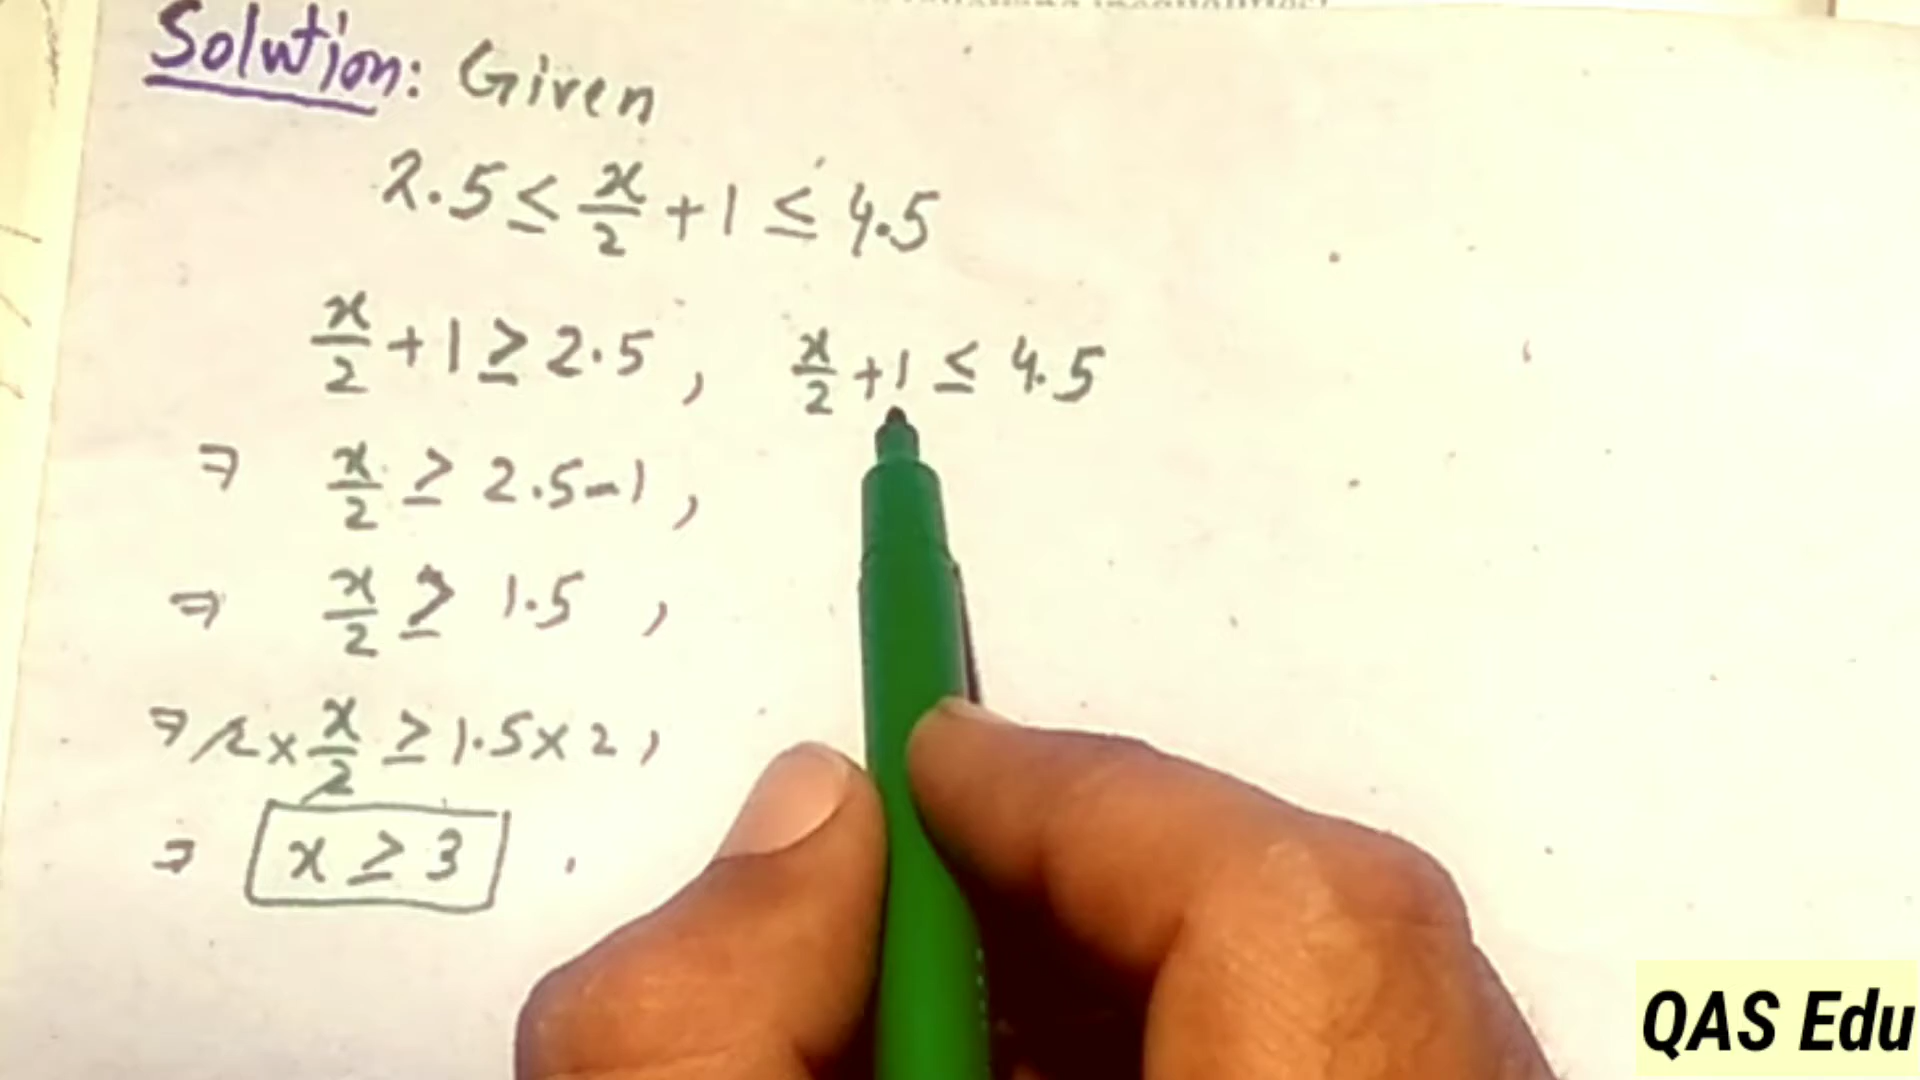 Solution: Given
2.5 ≤ x/2 + 1 ≤ 4.5
x/2 + 1 ≥ 2.5 , x/2 + 1 ≤ 4.5
⇒ x/2 ≥ 2.5 - 1 ,
⇒ x/2 ≥ 1.5 ,
⇒ 2 × x/2 ≥ 1.5 × 2 ,
⇒ x ≥ 3 .
QAS Edu